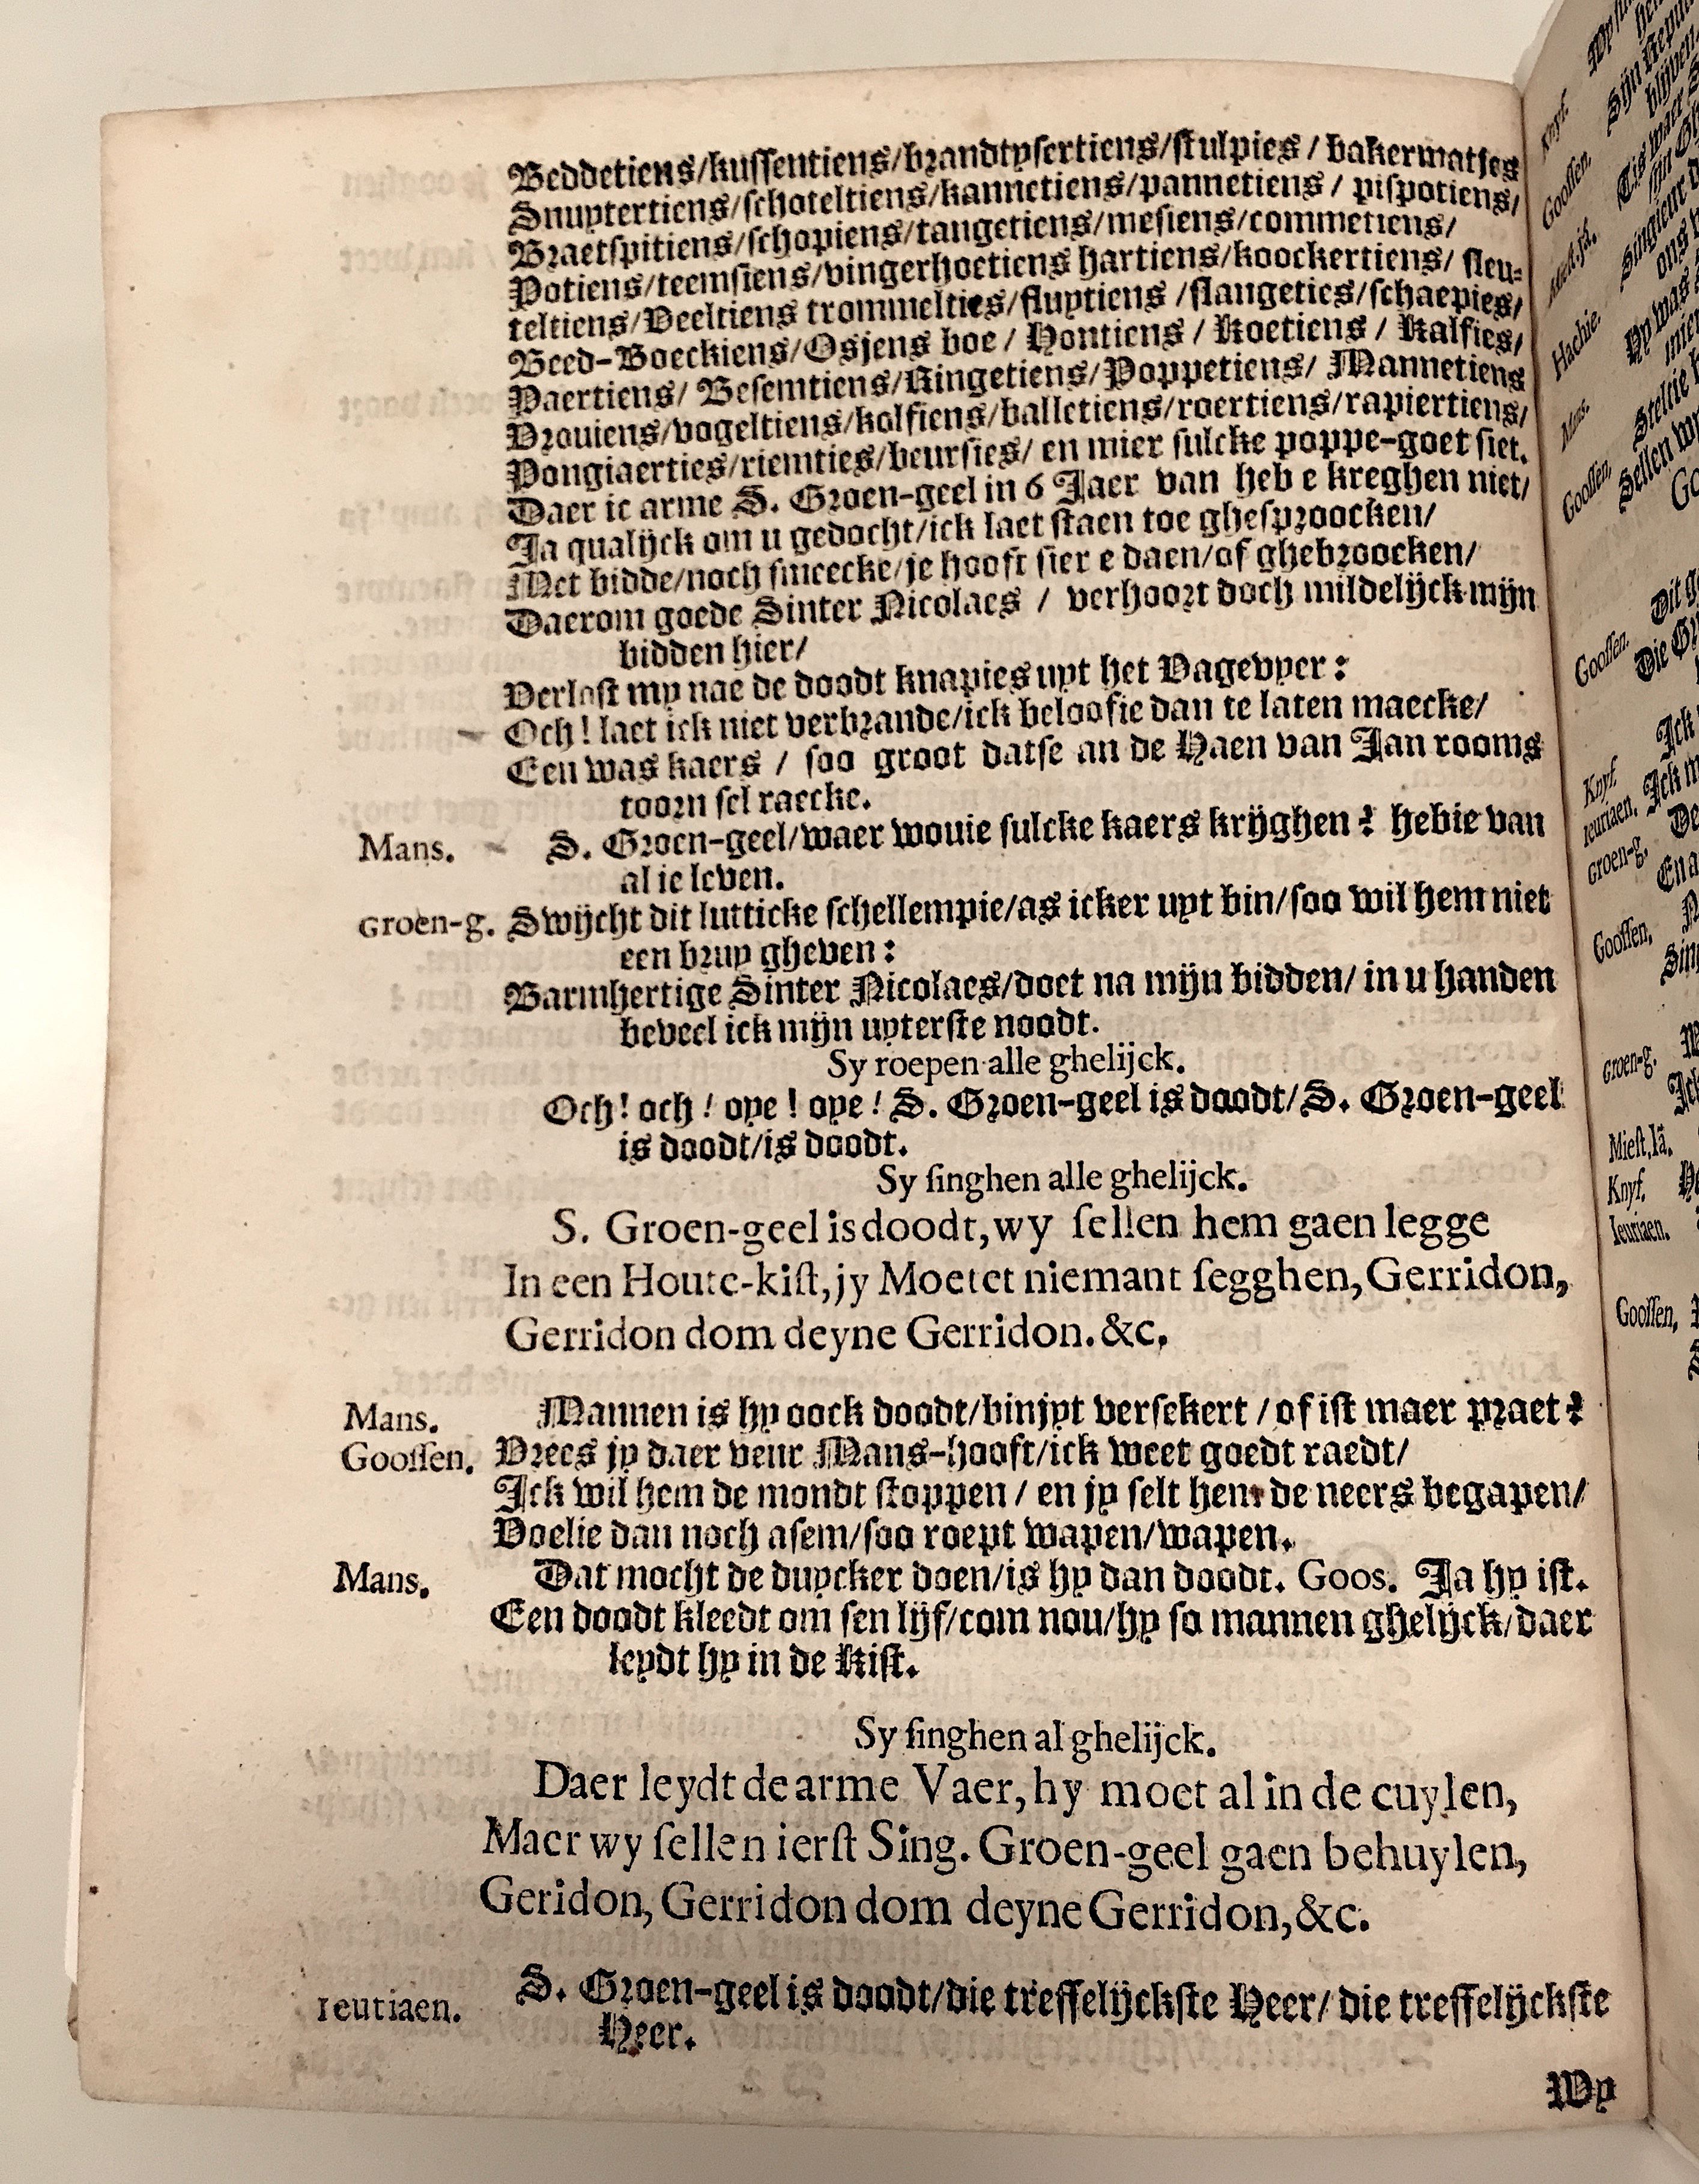 Beddetiens/kussentiens/brandtysertiens/stulpies / bakermatjes
Snuytertiens/schoteltiens/kannetiens/pannetiens / pispotiens/
Braetspitiens/schopiens/tangetiens/mesiens/commetiens/
Potiens/teemsiens/vingerhoetiens hartiens/koockertiens/ sleu-
teltiens/Veeltiens trommelties/fluytiens /slangeties/schaepies/
Beed-Boeckiens/Osjens boe / Hontiens / Koetiens / Kalfies/
Paertiens/ Besemtiens/Ringetiens/Poppetiens/ Mannetiens
Vrouiens/vogeltiens/kolfiens/balletiens/roertiens/rapiertiens/
Pongiaerties/riemties/beursies/ en mier sulcke poppe-goet siet.
Daer ic arme S. Groen-geel in 6 Jaer van heb e kreghen niet/
Ja qualijck om u gedocht/ick laet staen toe ghesproocken/
Met bidde/noch smeecke/je hooft sier e daen/of ghebroocken/
Daerom goede Sinter Nicolaes / verhoort doch mildelijck mijn
bidden hier/
Verlost my nae de doodt knapies uyt het Vagevyer :
Och ! laet ick niet verbrande/ick beloofie dan te laten maecke/
Een was kaers / soo groot datse an de Haen van Jan rooms
toorn sel raecke.
Mans. S. Groen-geel/waer wouie sulcke kaers krijghen ? hebie van
al ie leven.
Groen-g. Swijcht dit lutticke schellempie/as icker uyt bin/soo wil hem niet
een bruy gheven :
Barmhertige Sinter Nicolaes/doet na mijn bidden/ in u handen
beveel ick mijn uyterste noodt.
Sy roepen alle ghelijck.
Och ! och ! oye ! oye ! S. Groen-geel is doodt/S. Groen-geel
is doodt/is doodt.
Sy singhen alle ghelijck.
S. Groen-geel is doodt, wy sellen hem gaen legge
In een Houte-kist, jy Moetet niemant segghen, Gerridon,
Gerridon dom deyne Gerridon. &c.
Mans. Mannen is hy oock doodt/binjyt versekert / of ist maer praet ?
Goossen. Vrees jy daer veur Mans-hooft/ick weet goedt raedt/
Ick wil hem de mondt stoppen / en jy selt hem de neers begapen/
Voelie dan noch asem/soo roept wapen/wapen.
Mans. Dat mocht de duycker doen/is hy dan doodt. Goos. Ja hy ist.
Een doodt kleedt om sen lijf/com nou/hy so mannen ghelijck/daer
leydt hy in de Kist.
Sy singhen al ghelijck.
Daer leydt de arme Vaer, hy moet al in de cuylen,
Maer wy sellen ierst Sing. Groen-geel gaen behuylen,
Geridon, Gerridon dom deyne Gerridon, &c.
Ieutiaen. S. Groen-geel is doodt/die treffelijckste Heer/ die treffelijckste
Heer.
Wy